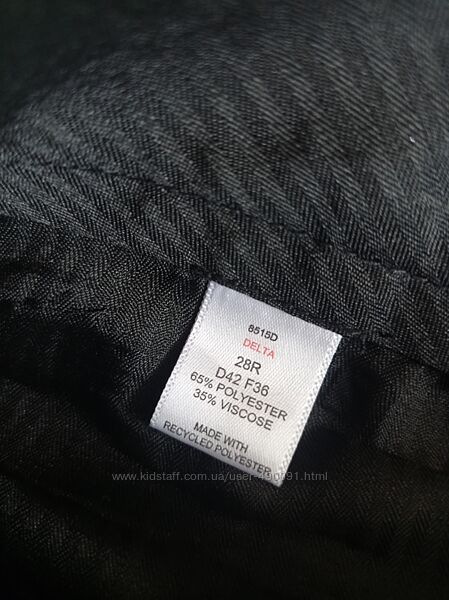 8515D
DELTA
28R
D42 F36
65% POLYESTER
35% VISCOSE
MADE WITH
RECYCLED POLYESTER